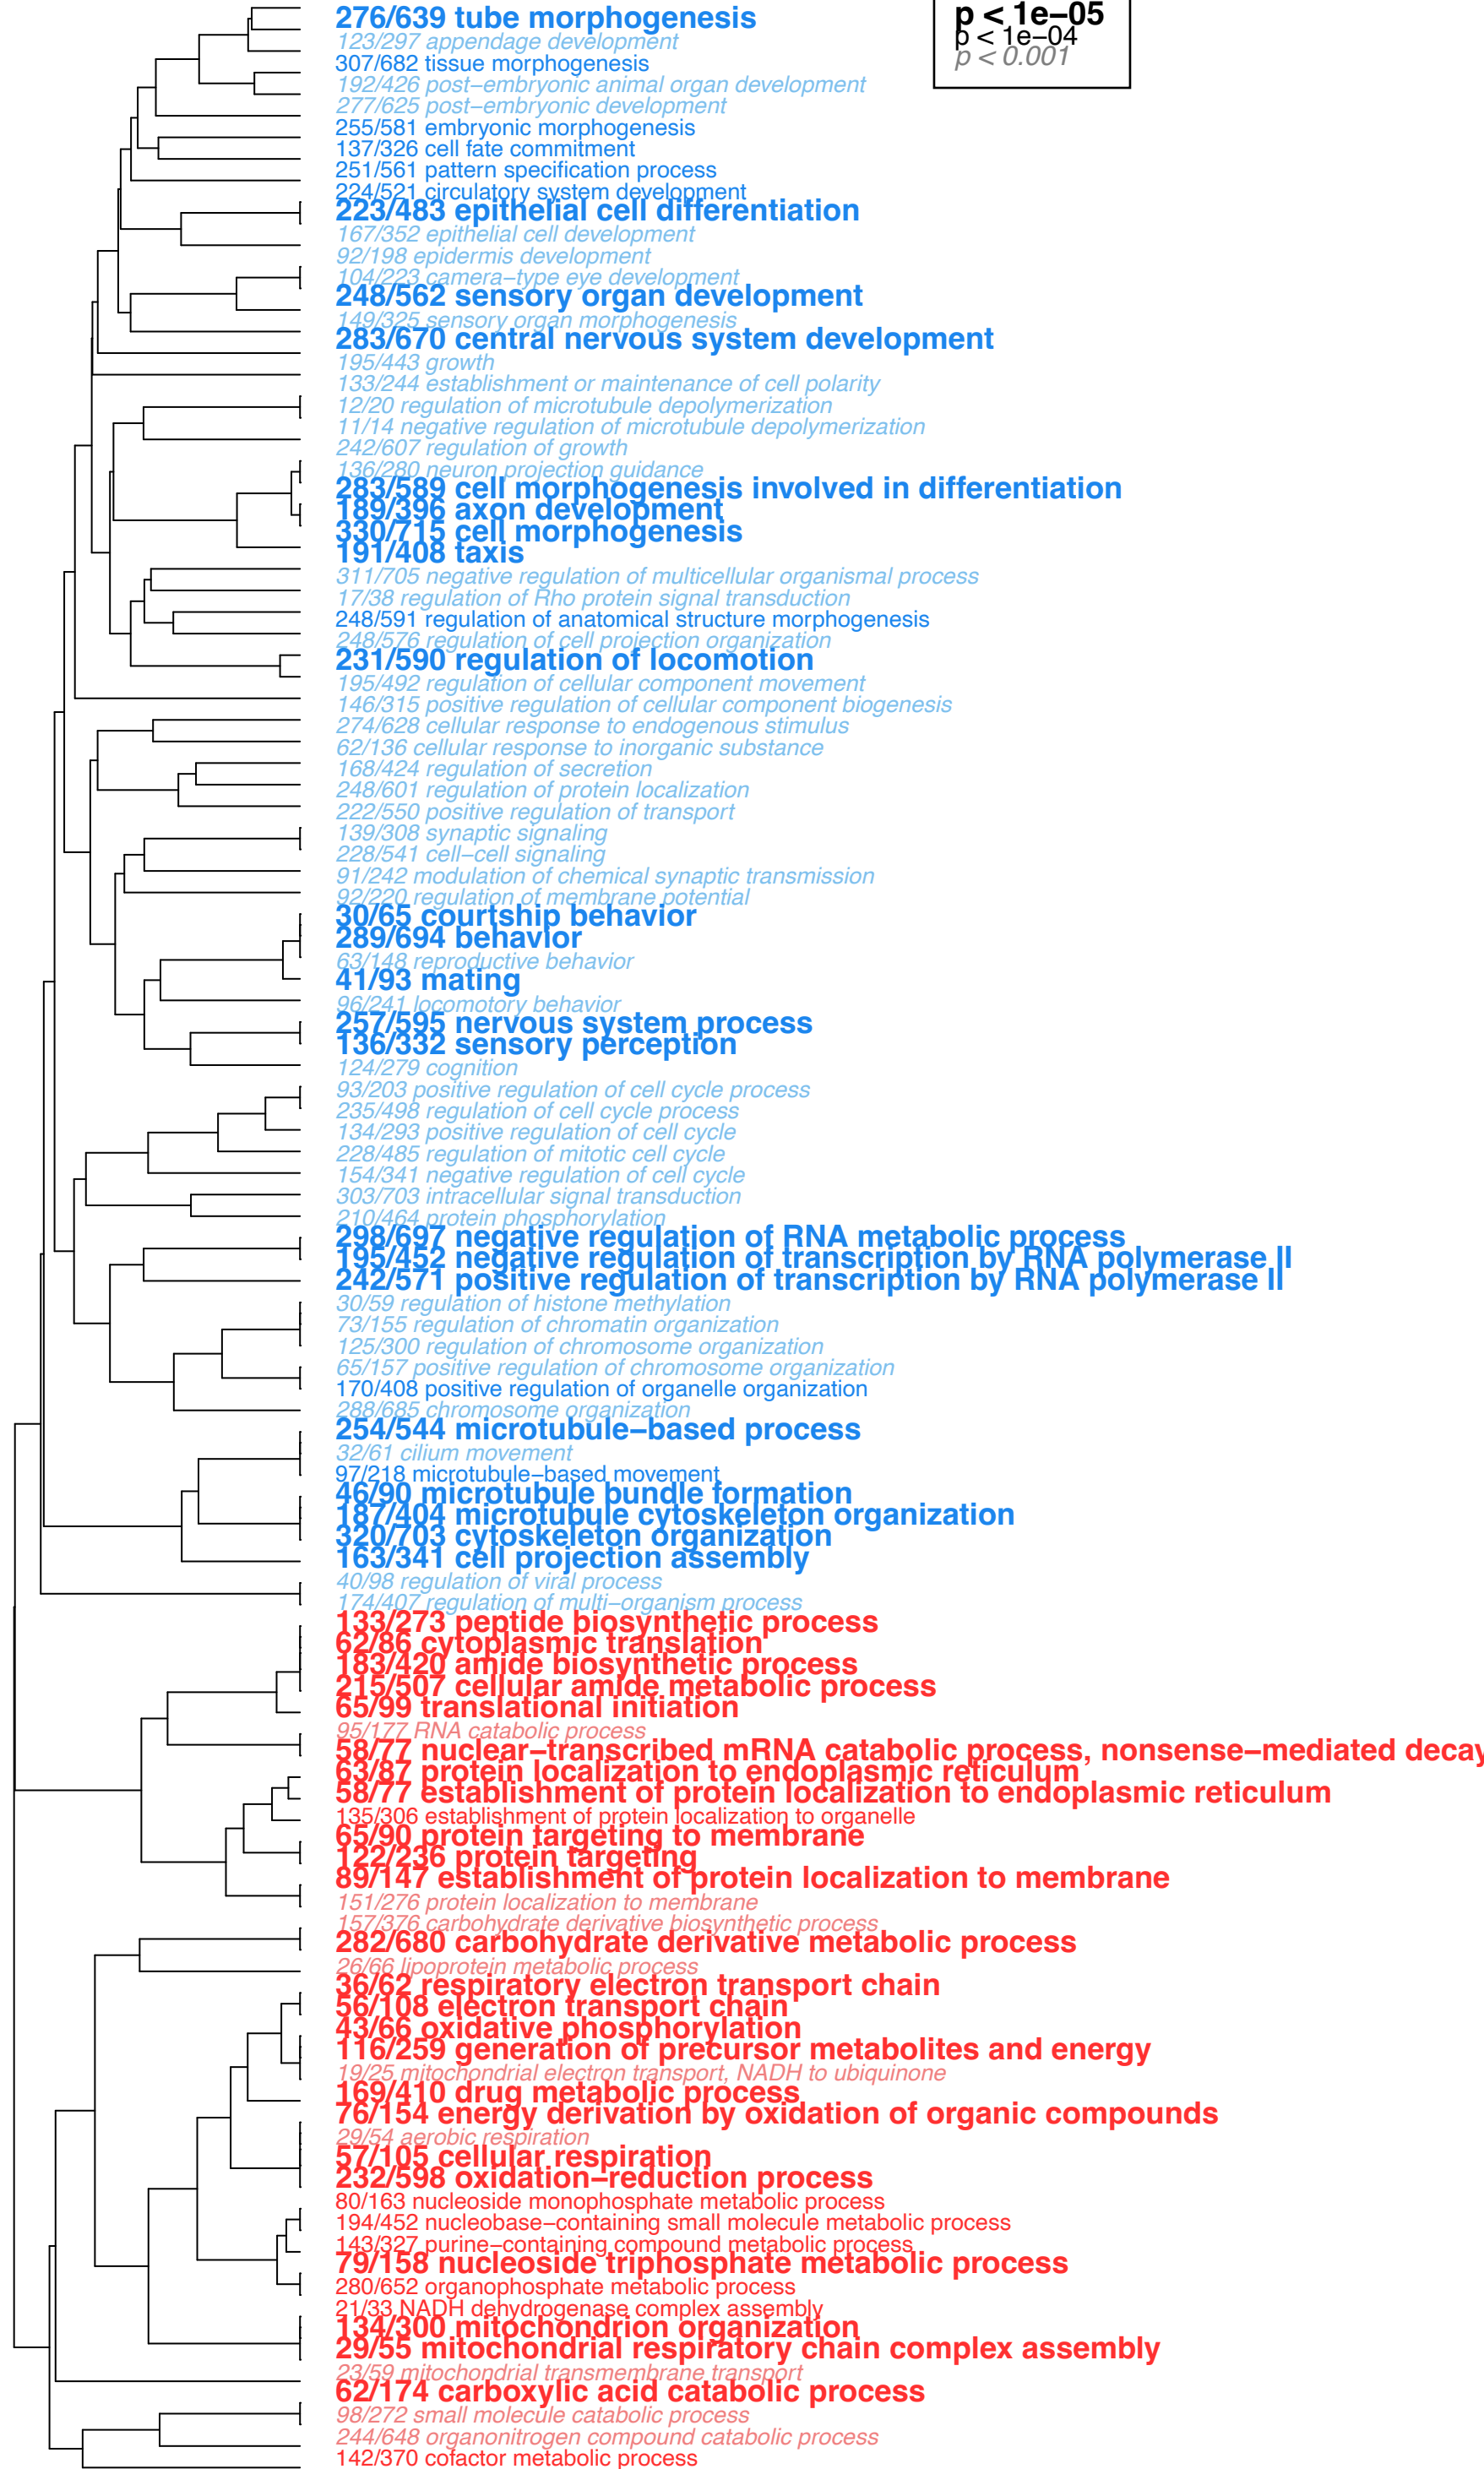 276/639 tube morphogenesis
123/297 appendage development
307/682 tissue morphogenesis
192/426 post−embryonic animal organ development
277/625 post−embryonic development
255/581 embryonic morphogenesis
137/326 cell fate commitment
251/561 pattern specification process
224/521 circulatory system development
223/483 epithelial cell differentiation
167/352 epithelial cell development
92/198 epidermis development
104/223 camera−type eye development
248/562 sensory organ development
149/325 sensory organ morphogenesis
283/670 central nervous system development
195/443 growth
133/244 establishment or maintenance of cell polarity
12/20 regulation of microtubule depolymerization
11/14 negative regulation of microtubule depolymerization
242/607 regulation of growth
136/280 neuron projection guidance
283/589 cell morphogenesis involved in differentiation
189/396 axon development
330/715 cell morphogenesis
191/408 taxis
311/705 negative regulation of multicellular organismal process
17/38 regulation of Rho protein signal transduction
248/591 regulation of anatomical structure morphogenesis
248/576 regulation of cell projection organization
231/590 regulation of locomotion
195/492 regulation of cellular component movement
146/315 positive regulation of cellular component biogenesis
274/628 cellular response to endogenous stimulus
62/136 cellular response to inorganic substance
168/424 regulation of secretion
248/601 regulation of protein localization
222/550 positive regulation of transport
139/308 synaptic signaling
228/541 cell−cell signaling
91/242 modulation of chemical synaptic transmission
92/220 regulation of membrane potential
30/65 courtship behavior
289/694 behavior
63/148 reproductive behavior
41/93 mating
96/241 locomotory behavior
257/595 nervous system process
136/332 sensory perception
124/279 cognition
93/203 positive regulation of cell cycle process
235/498 regulation of cell cycle process
134/293 positive regulation of cell cycle
228/485 regulation of mitotic cell cycle
154/341 negative regulation of cell cycle
303/703 intracellular signal transduction
210/464 protein phosphorylation
298/697 negative regulation of RNA metabolic process
195/452 negative regulation of transcription by RNA polymerase II
242/571 positive regulation of transcription by RNA polymerase II
30/59 regulation of histone methylation
73/155 regulation of chromatin organization
125/300 regulation of chromosome organization
65/157 positive regulation of chromosome organization
170/408 positive regulation of organelle organization
288/685 chromosome organization
254/544 microtubule−based process
32/61 cilium movement
97/218 microtubule−based movement
46/90 microtubule bundle formation
187/404 microtubule cytoskeleton organization
320/703 cytoskeleton organization
163/341 cell projection assembly
40/98 regulation of viral process
174/407 regulation of multi−organism process
133/273 peptide biosynthetic process
62/86 cytoplasmic translation
183/420 amide biosynthetic process
215/507 cellular amide metabolic process
65/99 translational initiation
95/177 RNA catabolic process
58/77 nuclear−transcribed mRNA catabolic process, nonsense−mediated decay
63/87 protein localization to endoplasmic reticulum
58/77 establishment of protein localization to endoplasmic reticulum
135/306 establishment of protein localization to organelle
65/90 protein targeting to membrane
122/236 protein targeting
89/147 establishment of protein localization to membrane
151/276 protein localization to membrane
157/376 carbohydrate derivative biosynthetic process
282/680 carbohydrate derivative metabolic process
26/66 lipoprotein metabolic process
36/62 respiratory electron transport chain
56/108 electron transport chain
43/66 oxidative phosphorylation
116/259 generation of precursor metabolites and energy
19/25 mitochondrial electron transport, NADH to ubiquinone
169/410 drug metabolic process
76/154 energy derivation by oxidation of organic compounds
29/54 aerobic respiration
57/105 cellular respiration
232/598 oxidation−reduction process
80/163 nucleoside monophosphate metabolic process
194/452 nucleobase−containing small molecule metabolic process
143/327 purine−containing compound metabolic process
79/158 nucleoside triphosphate metabolic process
280/652 organophosphate metabolic process
21/33 NADH dehydrogenase complex assembly
134/300 mitochondrion organization
29/55 mitochondrial respiratory chain complex assembly
23/59 mitochondrial transmembrane transport
62/174 carboxylic acid catabolic process
98/272 small molecule catabolic process
244/648 organonitrogen compound catabolic process
142/370 cofactor metabolic process
p < 1e−05
p < 1e−04
p < 0.001